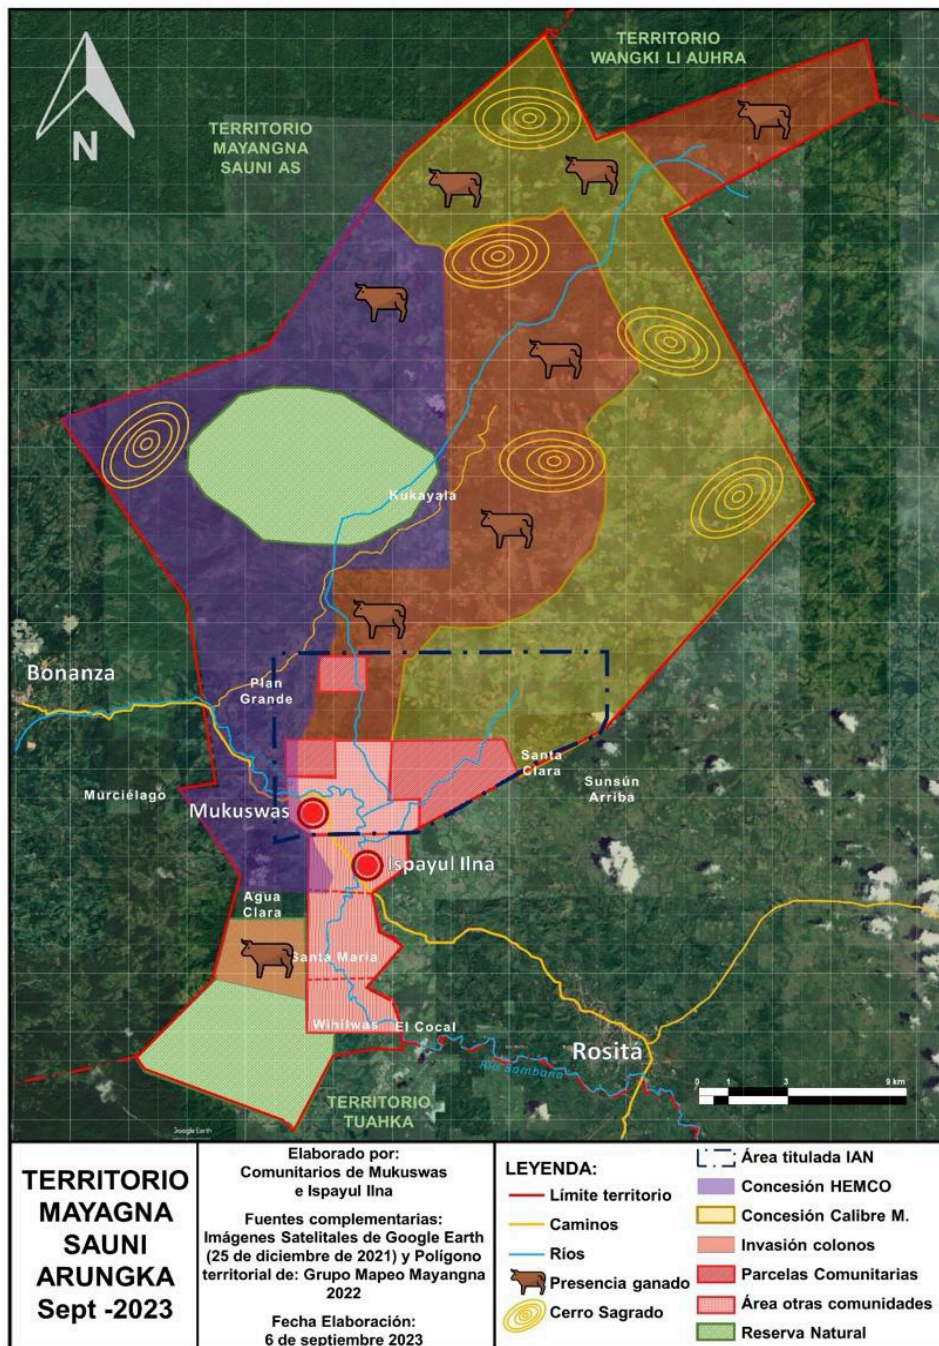 TERRITORIO
WANGKI LI AUHRA
TERRITORIO
MAYANGNA
SAUNI AS
N
Kukayala
Bonanza
Plan
Grande
Santa
Clara
Sunsún
Arriba
Murciélago
Mukuswas
Ispayul Ilna
Agua
Clara
Santa María
Wihilwas
El Cocal
Rosita
Río Bambana
TERRITORIO
TUAHKA
0 1 3 9 km
Google Earth
TERRITORIO
MAYAGNA
SAUNI
ARUNGKA
Sept -2023
Elaborado por:
Comunitarios de Mukuswas
e Ispayul Ilna
Fuentes complementarias:
Imágenes Satelitales de Google Earth
(25 de diciembre de 2021) y Polígono
territorial de: Grupo Mapeo Mayangna
2022
Fecha Elaboración:
6 de septiembre 2023
LEYENDA:
Límite territorio
Caminos
Ríos
Presencia ganado
Cerro Sagrado
Área titulada IAN
Concesión HEMCO
Concesión Calibre M.
Invasión colonos
Parcelas Comunitarias
Área otras comunidades
Reserva Natural